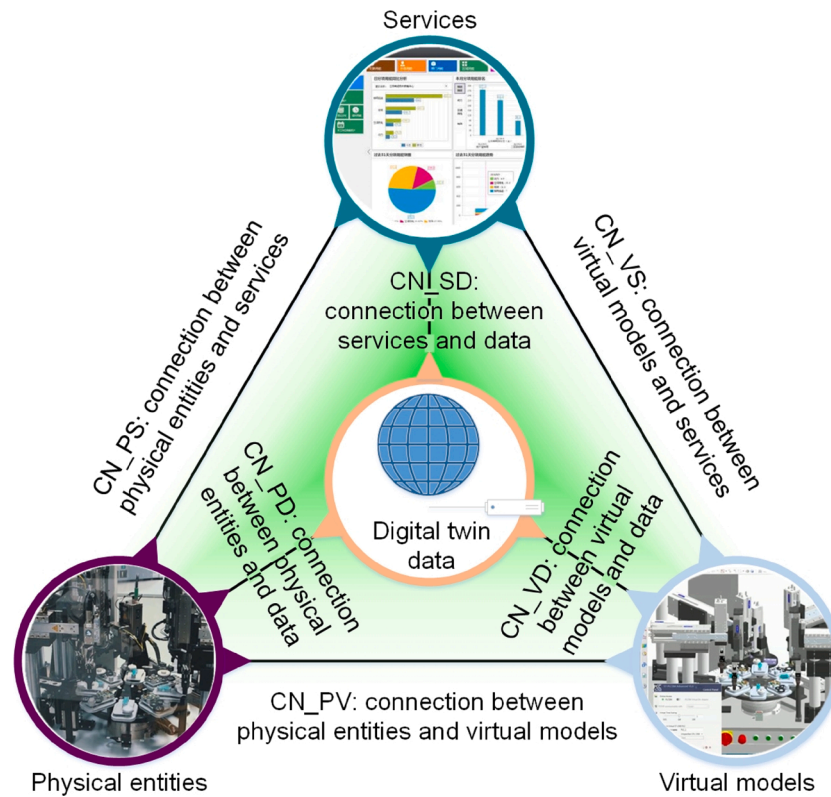 Services
CN_SD:
connection between
services and data
CN_PS: connection between
physical entities and services
CN_VS: connection between
virtual models and services
CN_PD: connection
between physical
entities and data
Digital twin
data
CN_VD: connection
between virtual
models and data
CN_PV: connection between
physical entities and virtual models
Physical entities
Virtual models